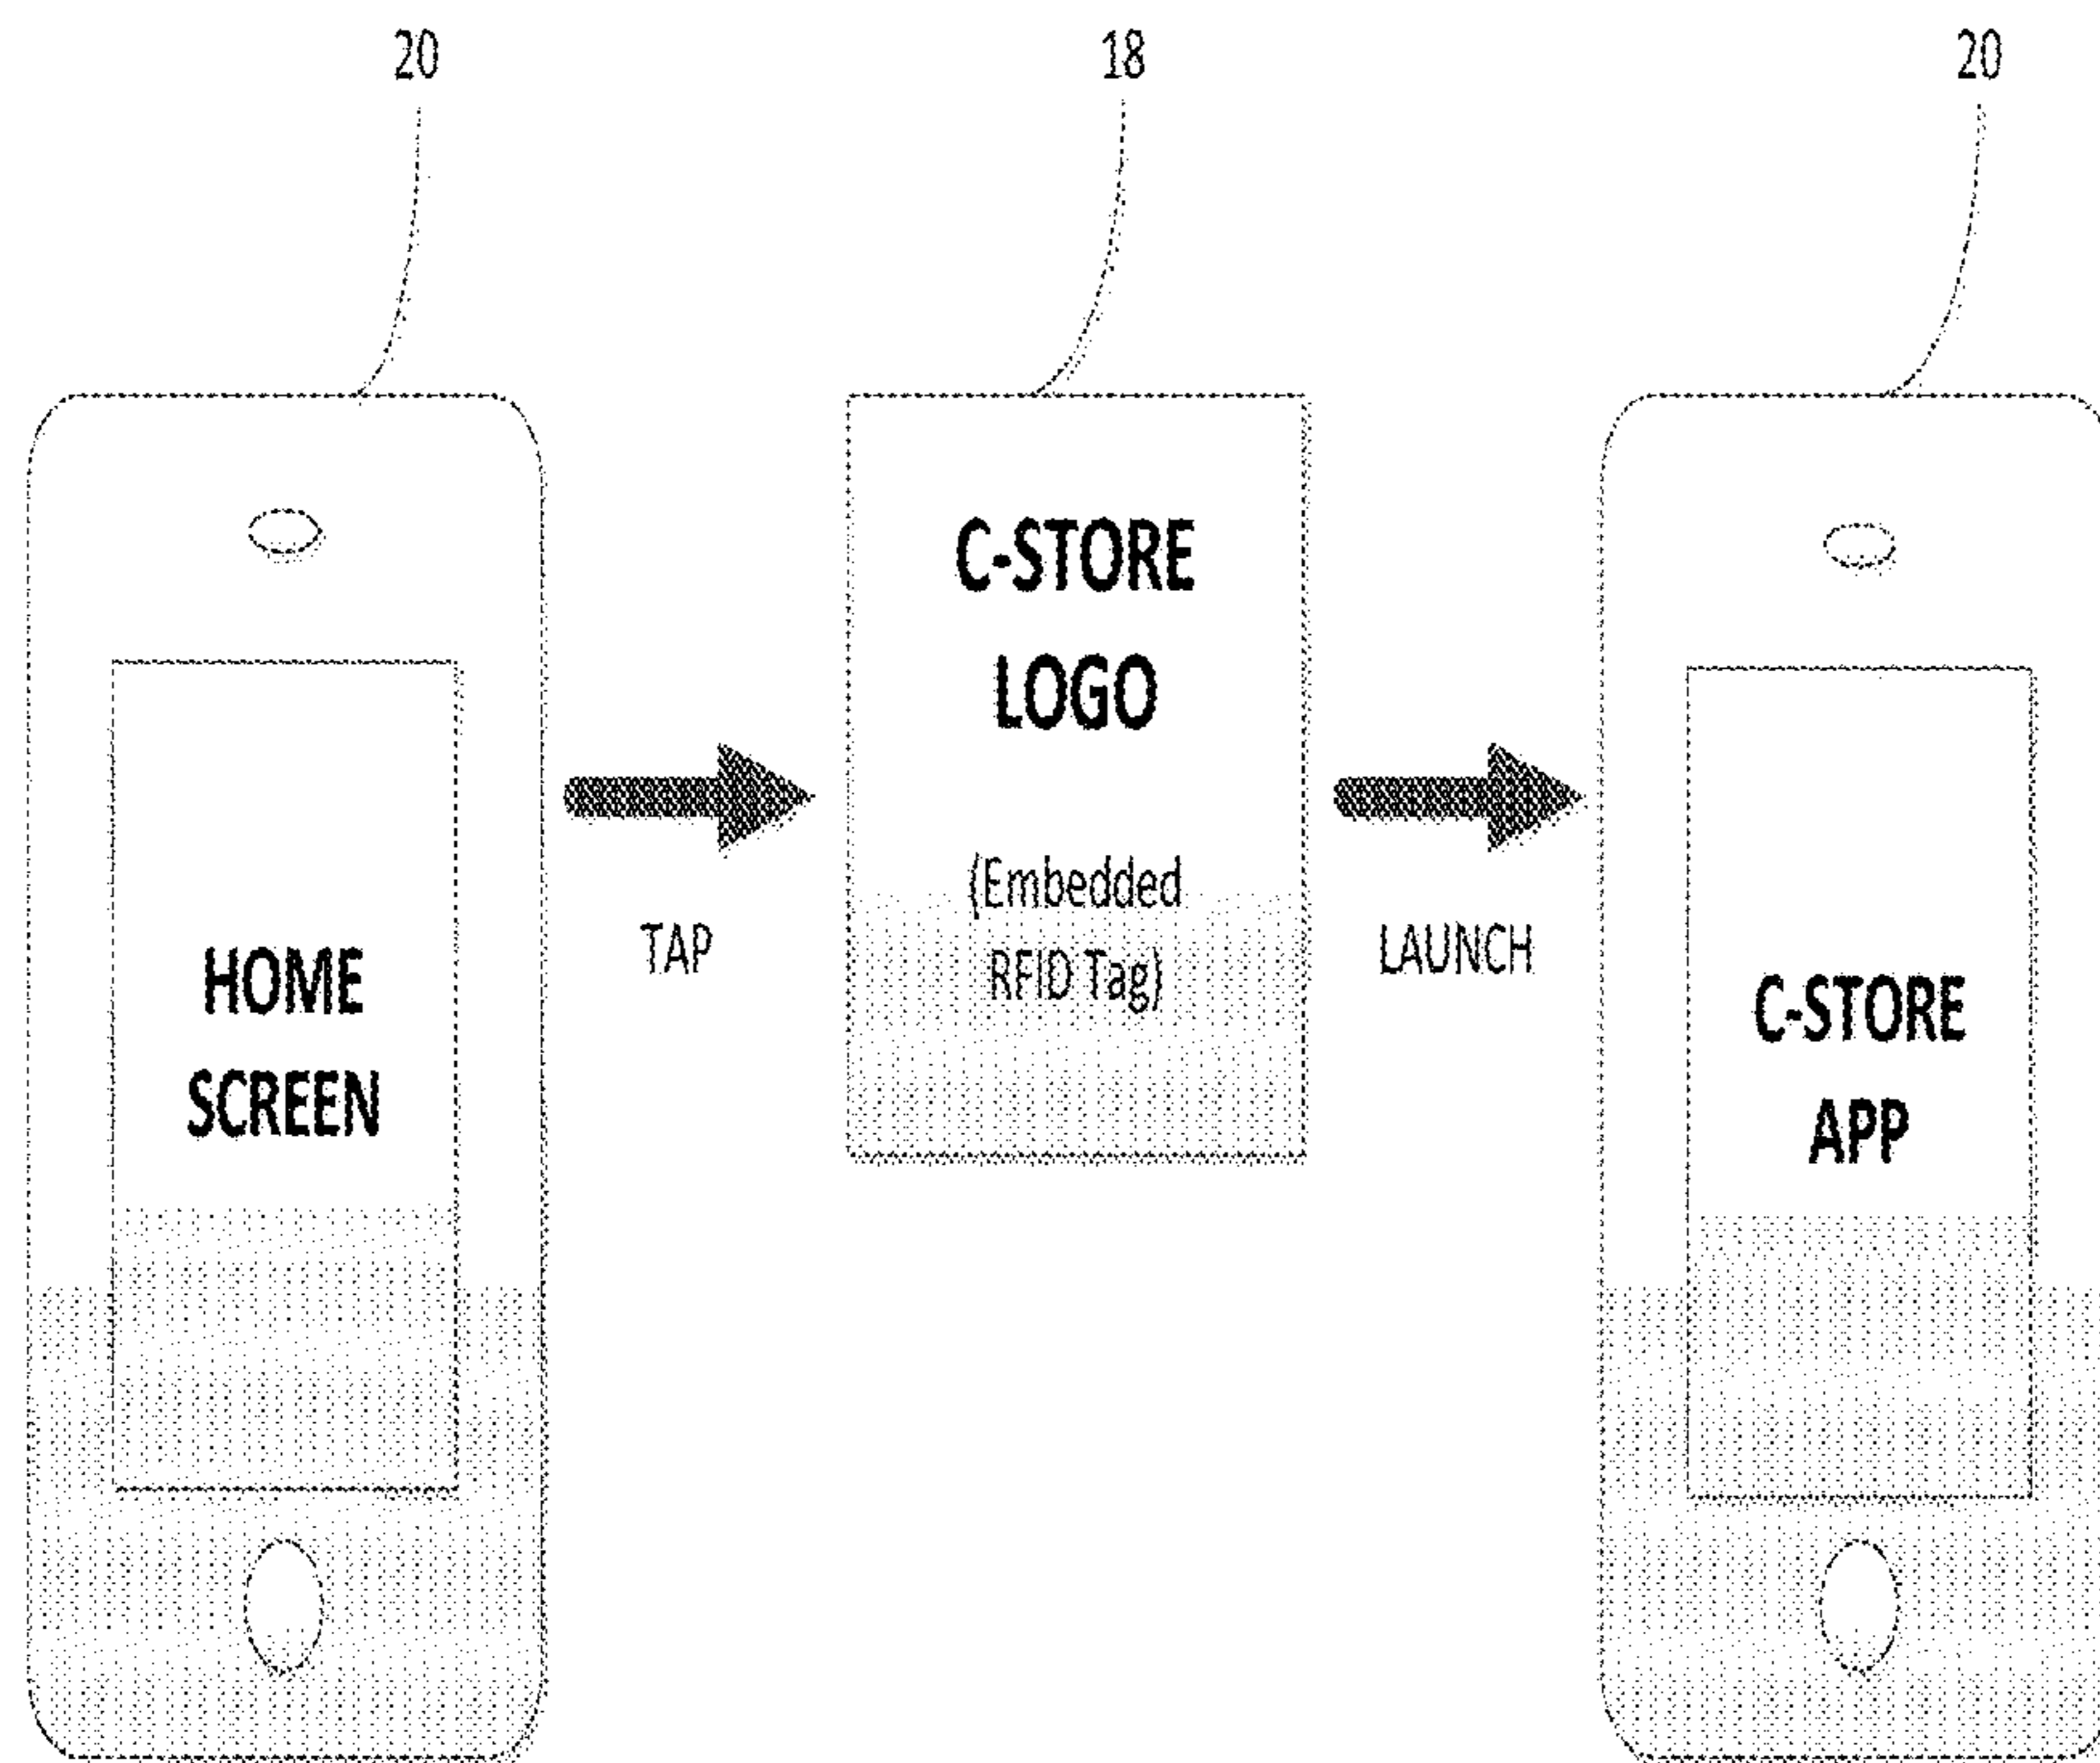 20
18
20
HOME
SCREEN
TAP
C-STORE
LOGO
(Embedded
RFID Tag)
LAUNCH
C-STORE
APP